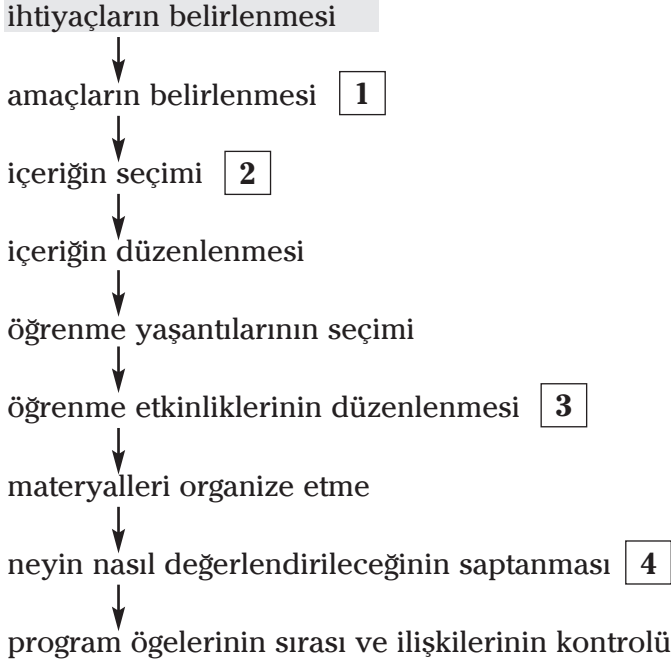 ihtiyaçların belirlenmesi
amaçların belirlenmesi 1
içeriğin seçimi 2
içeriğin düzenlenmesi
öğrenme yaşantılarının seçimi
öğrenme etkinliklerinin düzenlenmesi 3
materyalleri organize etme
neyin nasıl değerlendirileceğinin saptanması 4
program ögelerinin sırası ve ilişkilerinin kontrolü